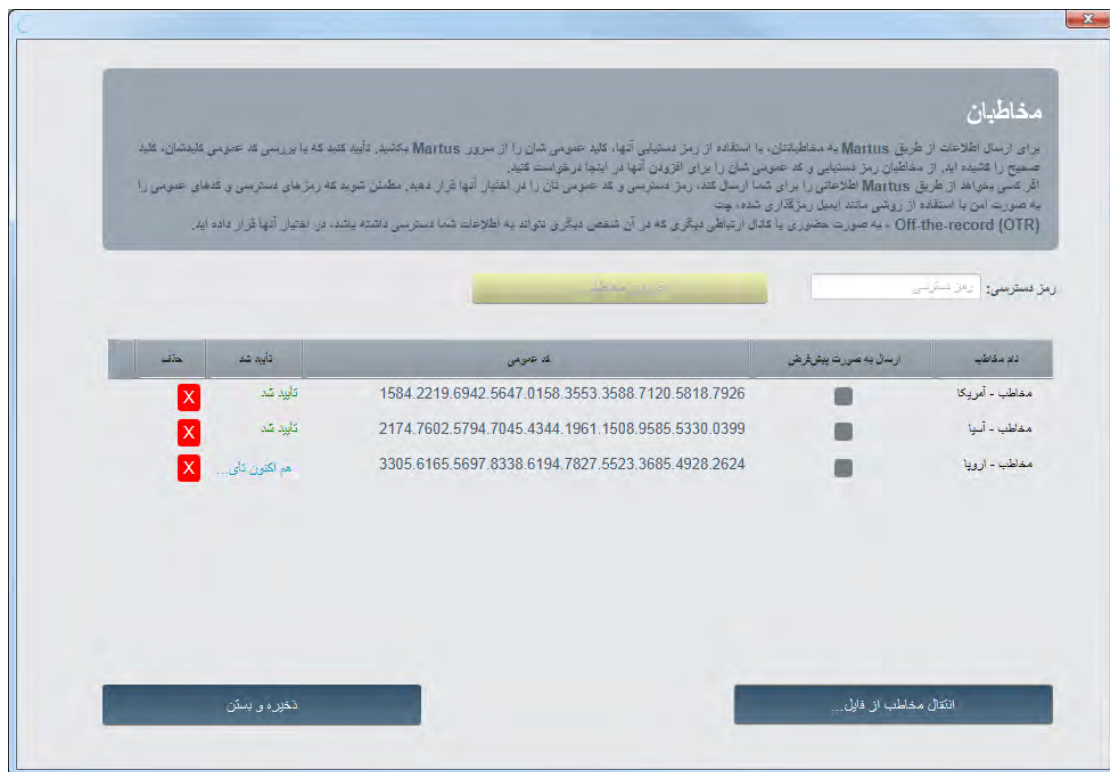 مخاطبان
برای ارسال اطلاعات از طریق Martus به مخاطبانتان، با استفاده از رمز دستیابی آنها، کلید عمومی شان را از سرور Martus بکشید. تأیید کنید که با بررسی کد عمومی کلیدشان، کلید
صحیح را کشیده اید. از مخاطبان رمز دستیابی و کد عمومی شان را برای افزودن آنها در اینجا درخواست کنید.
اگر کسی بخواهد از طریق Martus اطلاعاتی را برای شما ارسال کند، رمز دسترسی و کد عمومی تان را در اختیار آنها قرار دهید. مطمئن شوید که رمزهای دسترسی و کدهای عمومی را
به صورت امن با استفاده از روشی مانند ایمیل رمزگذاری شده، چت
Off-the-record (OTR) - به صورت حضوری یا کانال ارتباطی دیگری که در آن شخص دیگری نتواند به اطلاعات شما دسترسی داشته باشد، در اختیار آنها قرار داده اید.
رمز دسترسی: رمز دسترسی
نام مخاطب ارسال به صورت پیش‌فرض کد عمومی تأیید شد حذف
مخاطب - آمریکا 1584.2219.6942.5647.0158.3553.3588.7120.5818.7926 تأیید شد X
مخاطب - آسیا 2174.7602.5794.7045.4344.1961.1508.9585.5330.0399 تأیید شد X
مخاطب - اروپا 3305.6165.5697.8338.6194.7827.5523.3685.4928.2624 هم اکنون تأی... X
انتقال مخاطب از فایل... ذخیره و بستن